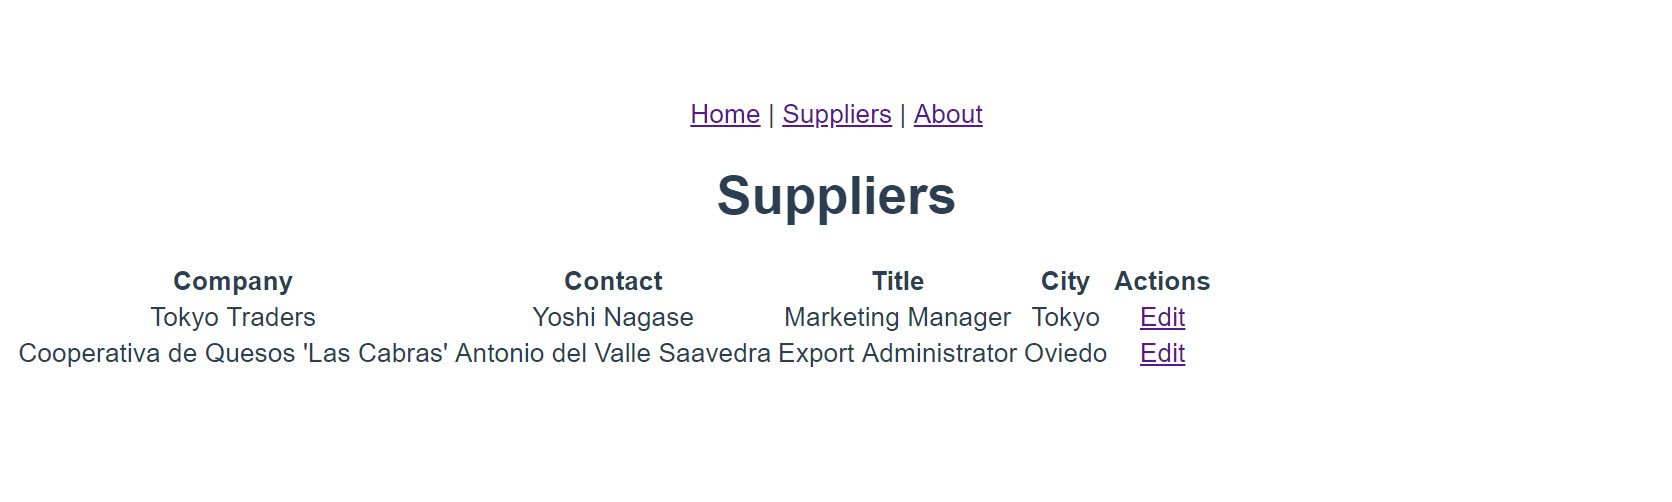 Home | Suppliers | About
Suppliers
Company Contact Title City Actions
Tokyo Traders Yoshi Nagase Marketing Manager Tokyo Edit
Cooperativa de Quesos 'Las Cabras' Antonio del Valle Saavedra Export Administrator Oviedo Edit